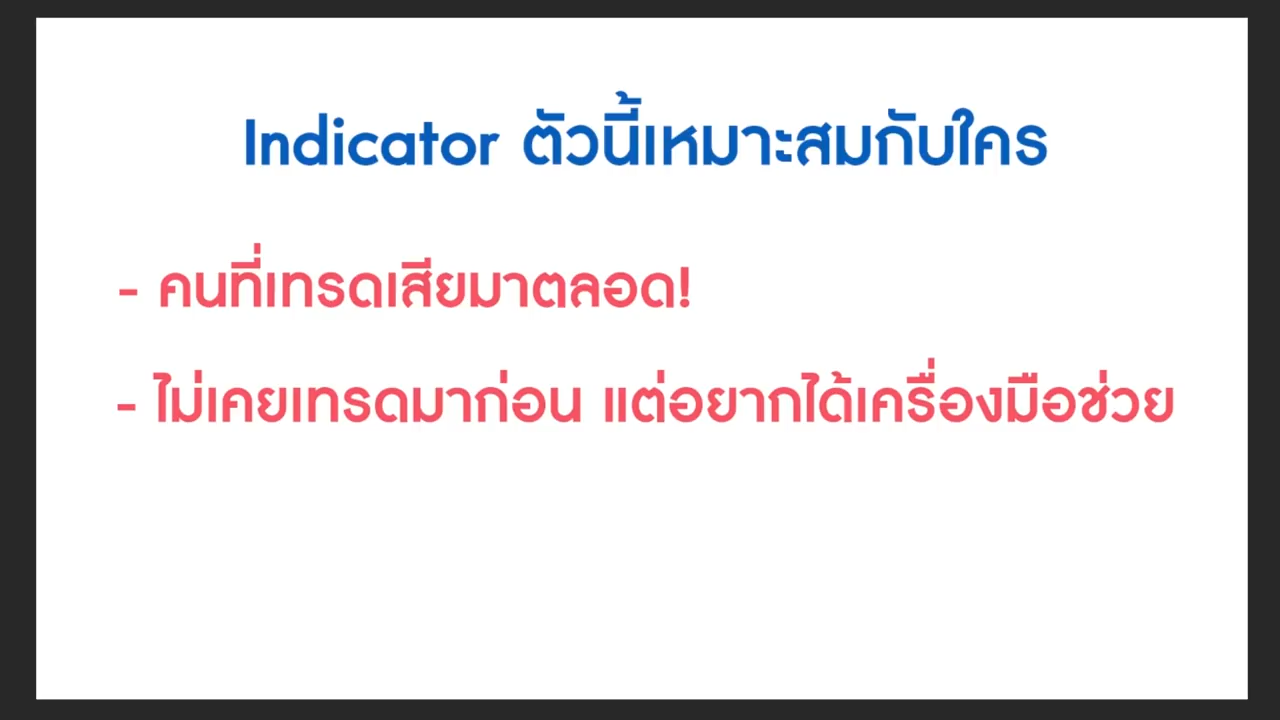 Indicator ตัวนี้เหมาะสมกับใคร
- คนที่เทรดเสียมาตลอด!
- ไม่เคยเทรดมาก่อน แต่อยากได้เครื่องมือช่วย